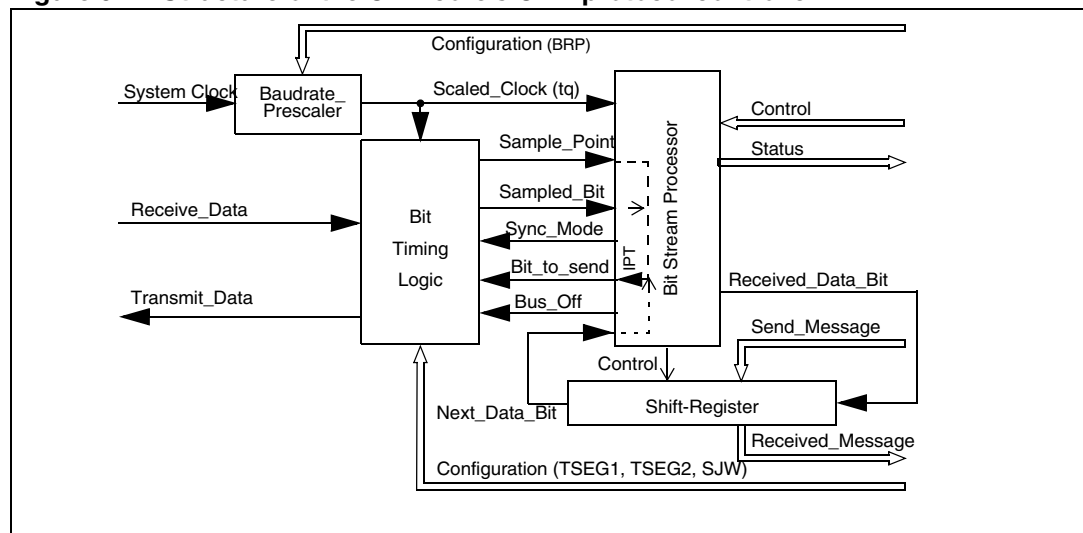 Configuration (BRP)
System Clock
Baudrate_
Prescaler
Scaled_Clock (tq)
Control
Sample_Point
Status
Sampled_Bit
Receive_Data
Bit
Timing
Logic
Sync_Mode
IPT
Bit Stream Processor
Bit_to_send
Received_Data_Bit
Transmit_Data
Bus_Off
Send_Message
Control
Shift-Register
Next_Data_Bit
Received_Message
Configuration (TSEG1, TSEG2, SJW)